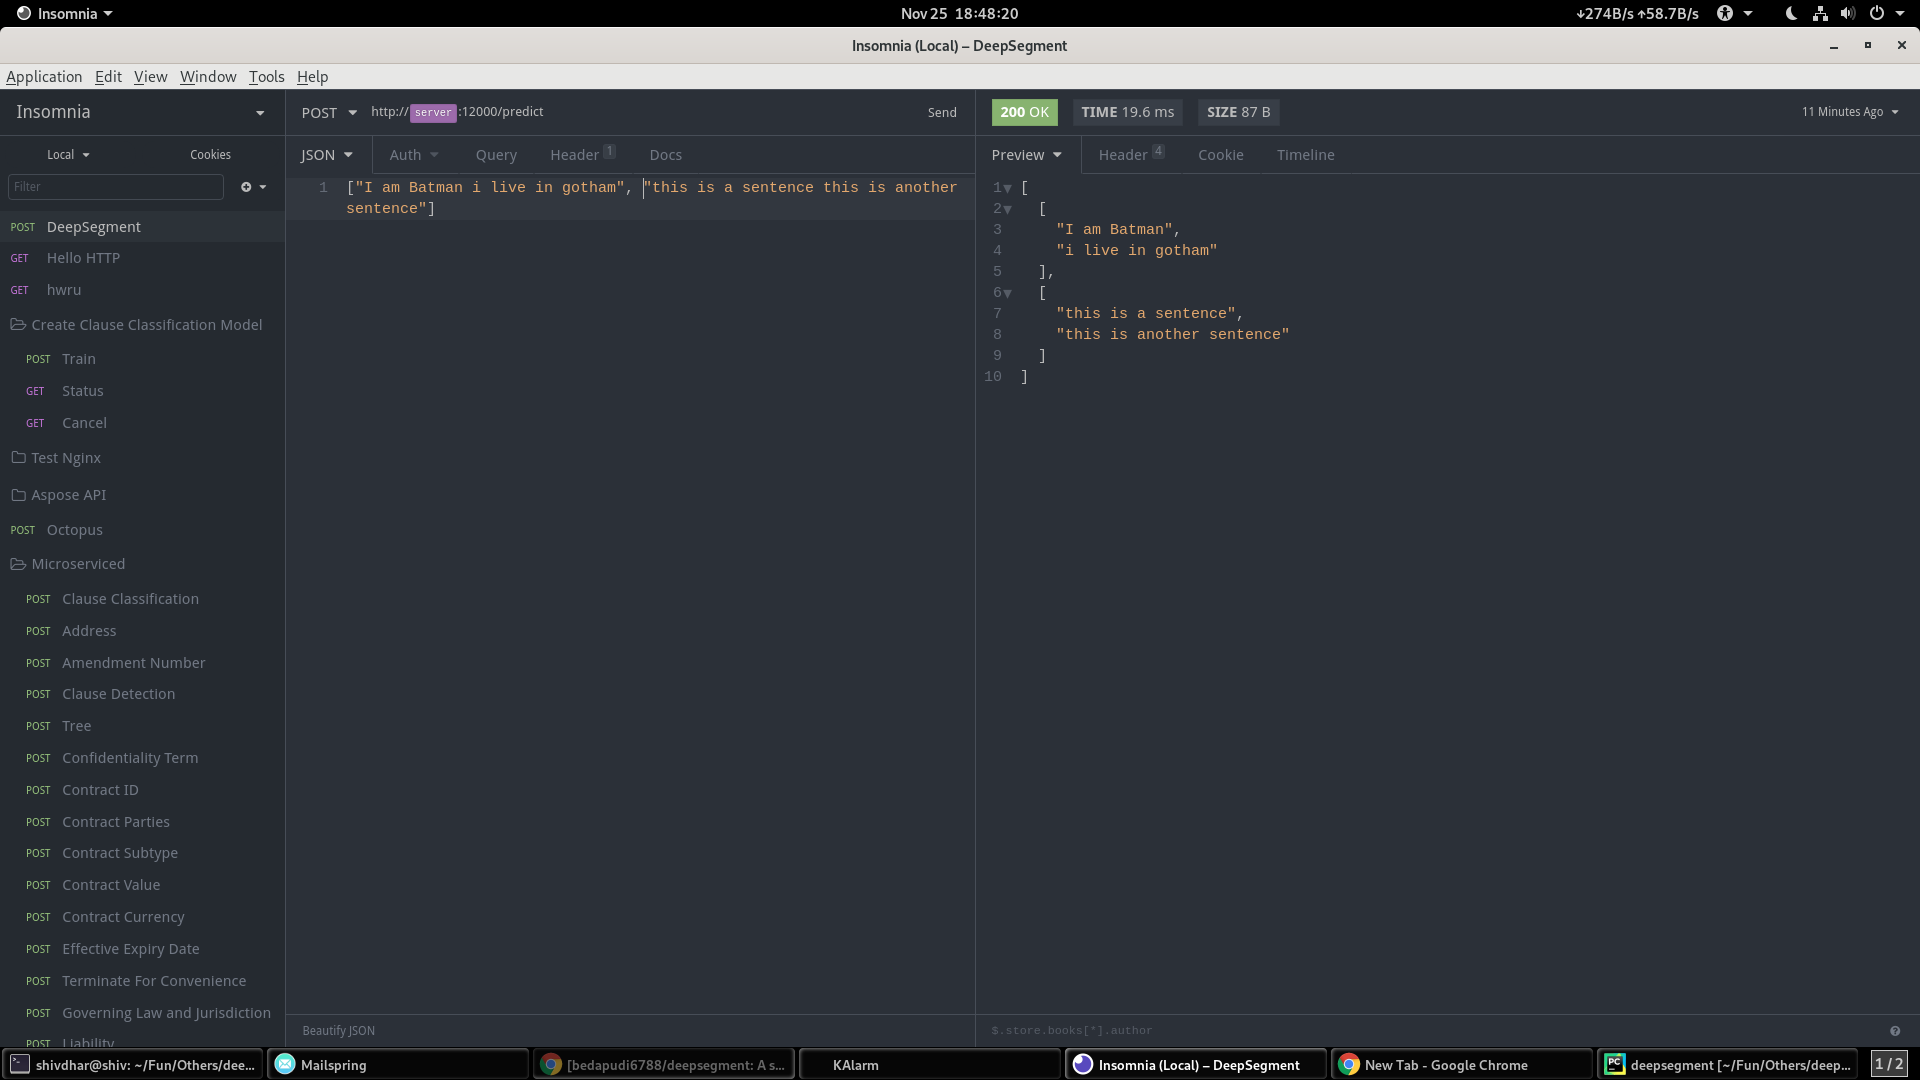 Insomnia
Nov 25 18:48:20
↓274B/s ↑58.7B/s
Insomnia (Local) – DeepSegment
Application Edit View Window Tools Help
Insomnia
POST http://server:12000/predict Send
200 OK TIME 19.6 ms SIZE 87 B 11 Minutes Ago
Local Cookies
JSON Auth Query Header 1 Docs
Preview Header 4 Cookie Timeline
Filter
1 ["I am Batman i live in gotham", "this is a sentence this is another
sentence"]
1 [
2 [
3 "I am Batman",
4 "i live in gotham"
5 ],
6 [
7 "this is a sentence",
8 "this is another sentence"
9 ]
10 ]
POST DeepSegment
GET Hello HTTP
GET hwru
Create Clause Classification Model
POST Train
GET Status
GET Cancel
Test Nginx
Aspose API
POST Octopus
Microserviced
POST Clause Classification
POST Address
POST Amendment Number
POST Clause Detection
POST Tree
POST Confidentiality Term
POST Contract ID
POST Contract Parties
POST Contract Subtype
POST Contract Value
POST Contract Currency
POST Effective Expiry Date
POST Terminate For Convenience
POST Governing Law and Jurisdiction
POST Liability
Beautify JSON
$.store.books[*].author
shivdhar@shiv: ~/Fun/Others/dee...
Mailspring
[bedapudi6788/deepsegment: A s...
KAlarm
Insomnia (Local) – DeepSegment
New Tab - Google Chrome
deepsegment [~/Fun/Others/deep...
1 / 2